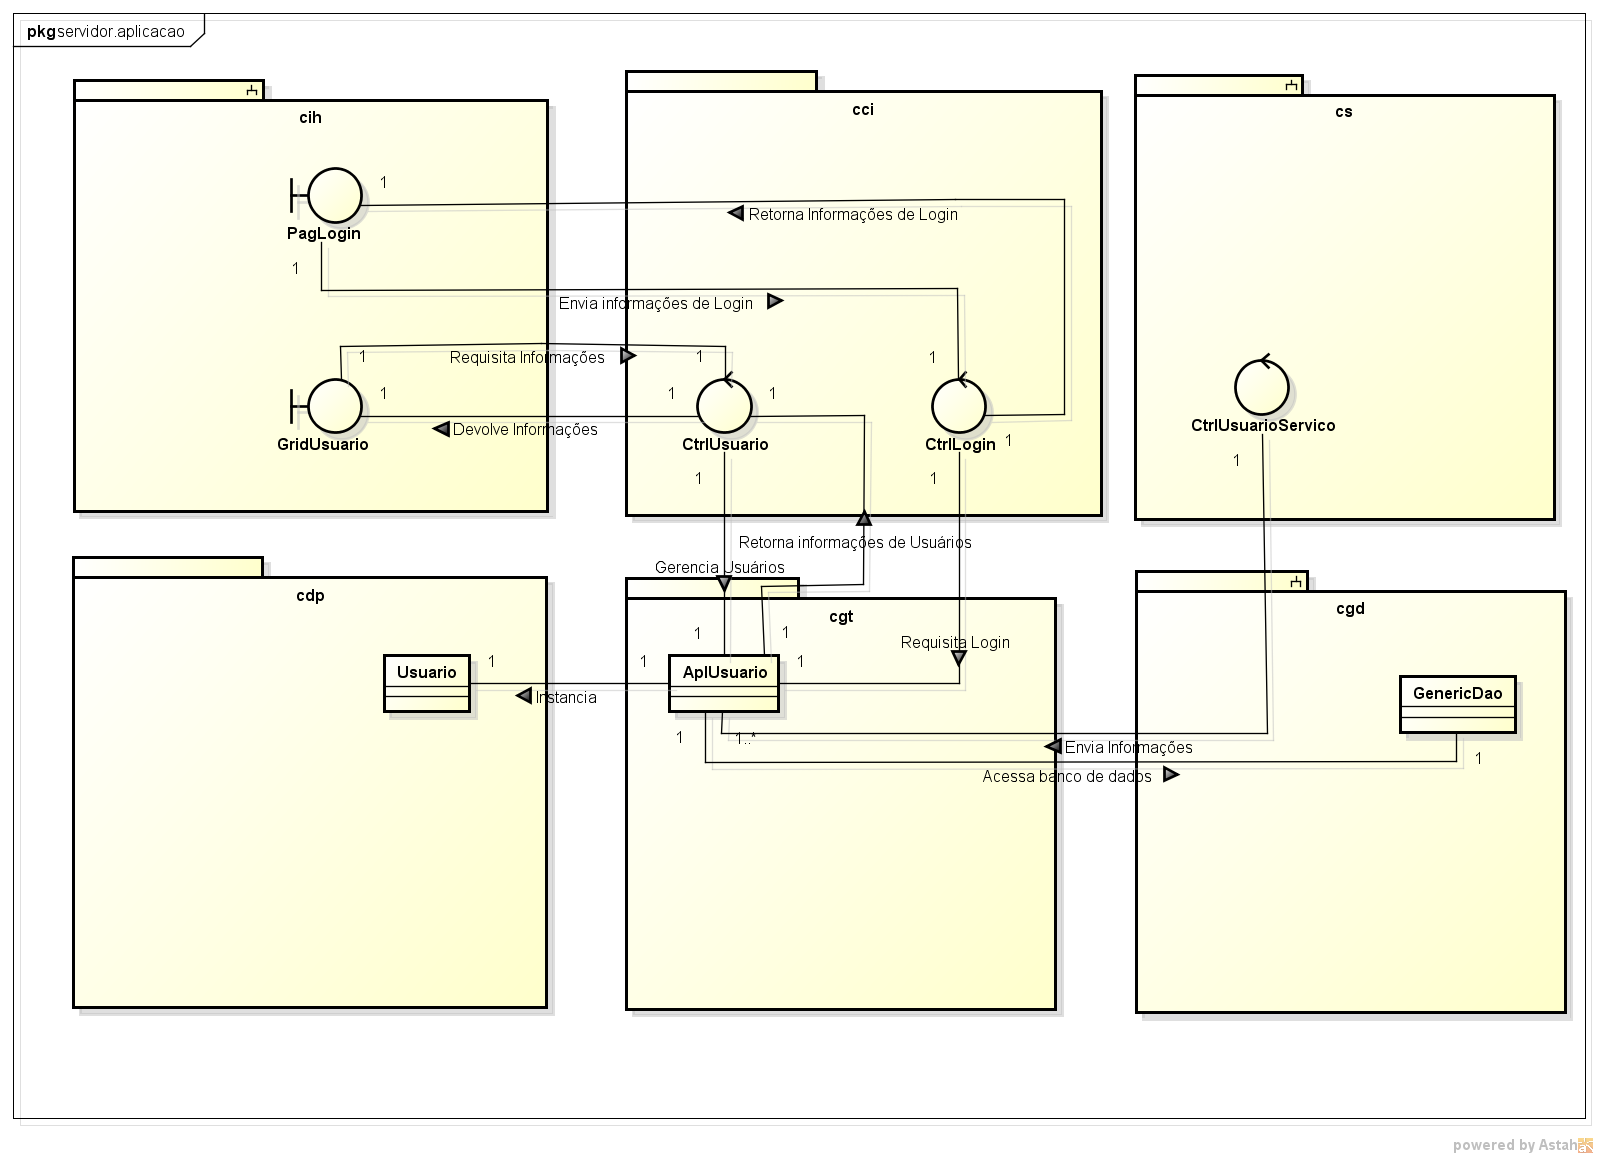 pkg servidor.aplicacao
cih
cci
cs
1
PagLogin
Retorna Informações de Login
1
Envia informações de Login
1
Requisita Informações
1
1
1
1
1
Devolve Informações
GridUsuario
CtrlUsuario
CtrlLogin
1
CtrlUsuarioServico
1
1
1
Retorna informações de Usuários
Gerencia Usuários
cdp
cgt
cgd
1
1
Requisita Login
Usuario
1
1
AplUsuario
1
Instancia
GenericDao
1
1..*
Envia Informações
1
Acessa banco de dados
powered by Astah